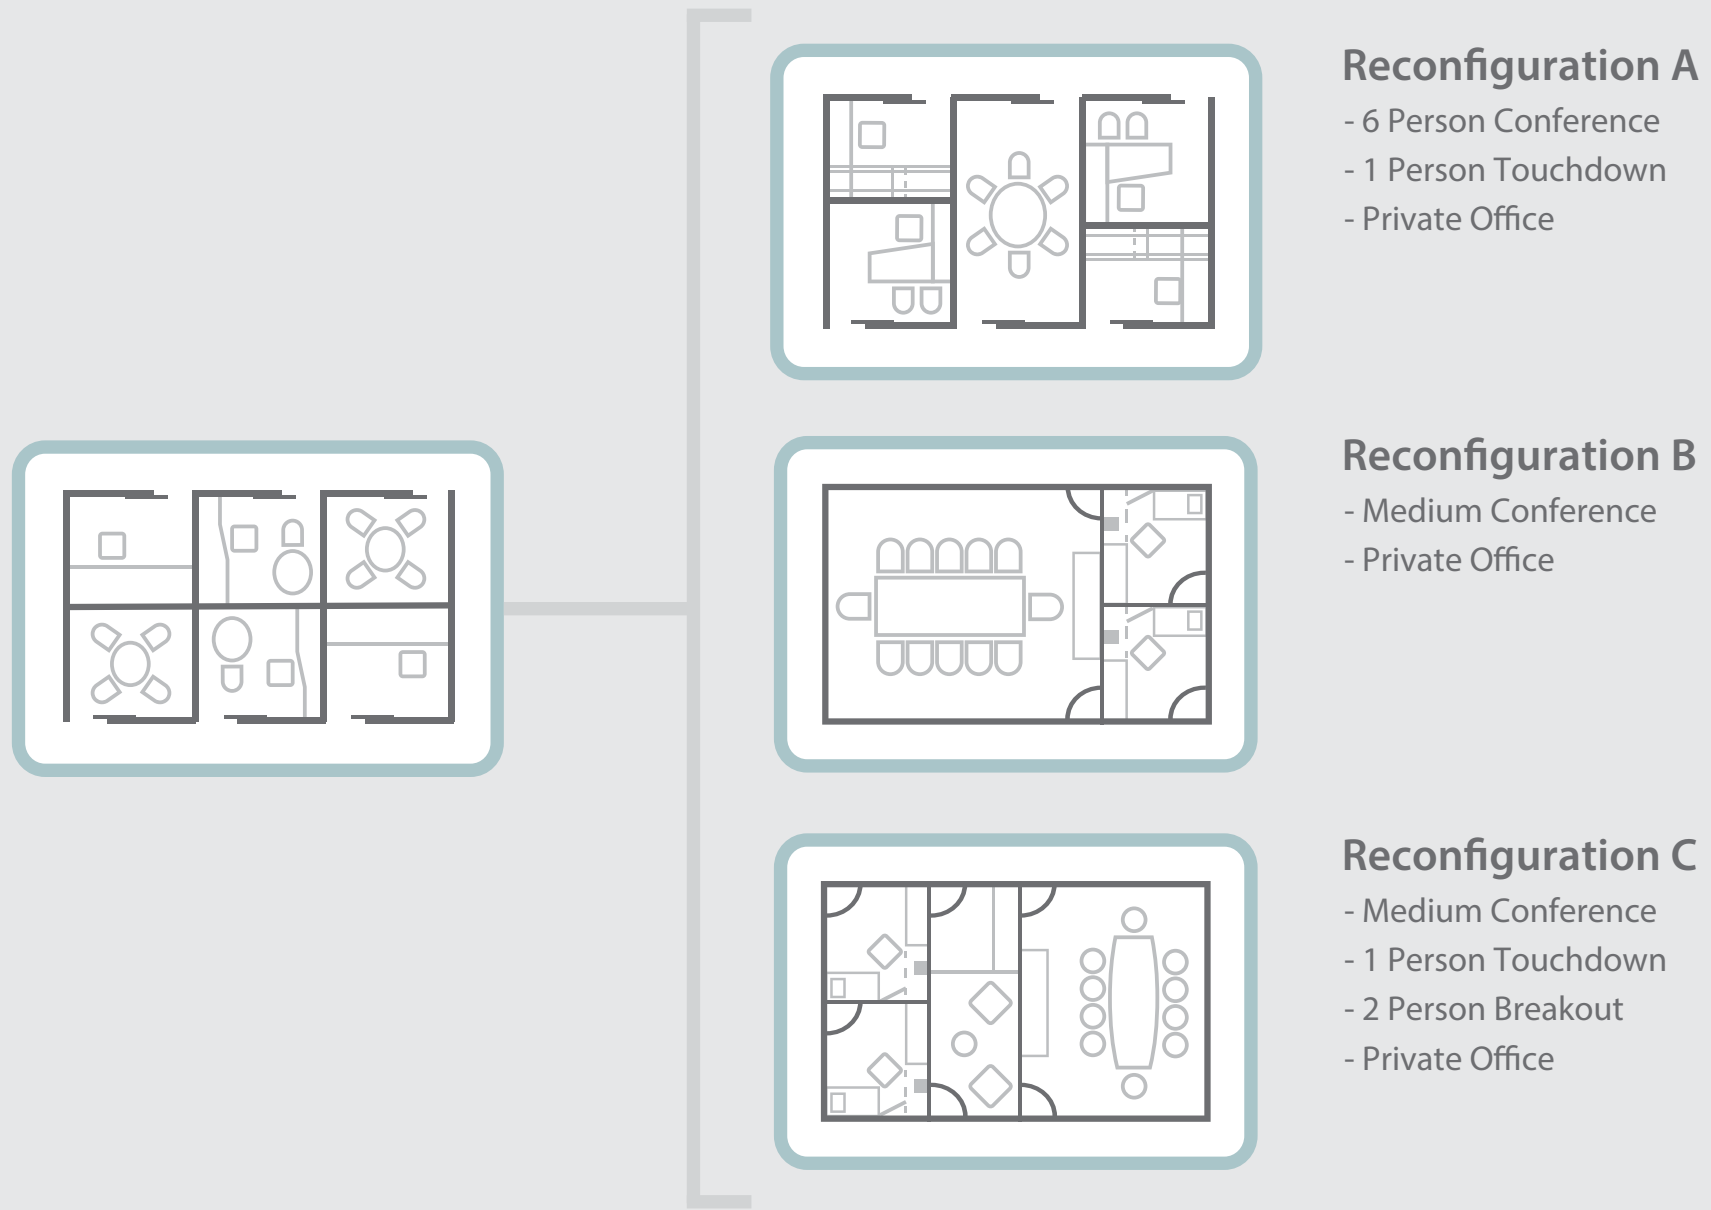 Reconfiguration A
- 6 Person Conference
- 1 Person Touchdown
- Private Office
Reconfiguration B
- Medium Conference
- Private Office
Reconfiguration C
- Medium Conference
- 1 Person Touchdown
- 2 Person Breakout
- Private Office